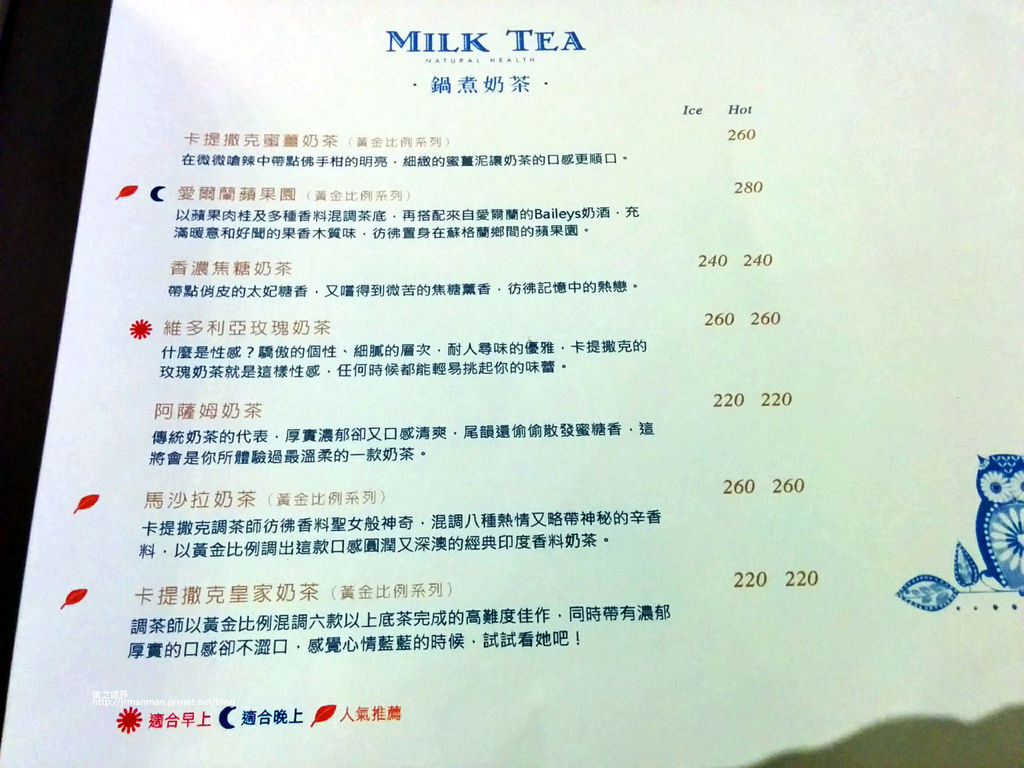 MILK TEA
NATURAL HEALTH
· 鍋煮奶茶 ·
Ice Hot
卡提撒克蜜薑奶茶（黃金比例系列） 260
在微微嗆辣中帶點佛手柑的明亮，細緻的蜜薑泥讓奶茶的口感更順口。
愛爾蘭蘋果園（黃金比例系列） 280
以蘋果肉桂及多種香料混調茶底，再搭配來自愛爾蘭的Baileys奶酒，充
滿暖意和好聞的果香木質味，彷彿置身在蘇格蘭鄉間的蘋果園。
香濃焦糖奶茶 240 240
帶點俏皮的太妃糖香，又嚐得到微苦的焦糖薰香，彷彿記憶中的熱戀。
維多利亞玫瑰奶茶 260 260
什麼是性感？驕傲的個性、細膩的層次，耐人尋味的優雅，卡提撒克的
玫瑰奶茶就是這樣性感，任何時候都能輕易挑起你的味蕾。
阿薩姆奶茶 220 220
傳統奶茶的代表，厚實濃郁卻又口感清爽，尾韻還偷偷散發蜜糖香，這
將會是你所體驗過最溫柔的一款奶茶。
馬沙拉奶茶（黃金比例系列） 260 260
卡提撒克調茶師彷彿香料聖女般神奇，混調八種熱情又略帶神秘的辛香
料，以黃金比例調出這款口感圓潤又深澳的經典印度香料奶茶。
卡提撒克皇家奶茶（黃金比例系列） 220 220
調茶師以黃金比例混調六款以上底茶完成的高難度佳作，同時帶有濃郁
厚實的口感卻不澀口，感覺心情藍藍的時候，試試看她吧！
蠻之境界
http://jrmanman.pixnet.net/blog
適合早上 適合晚上 人氣推薦